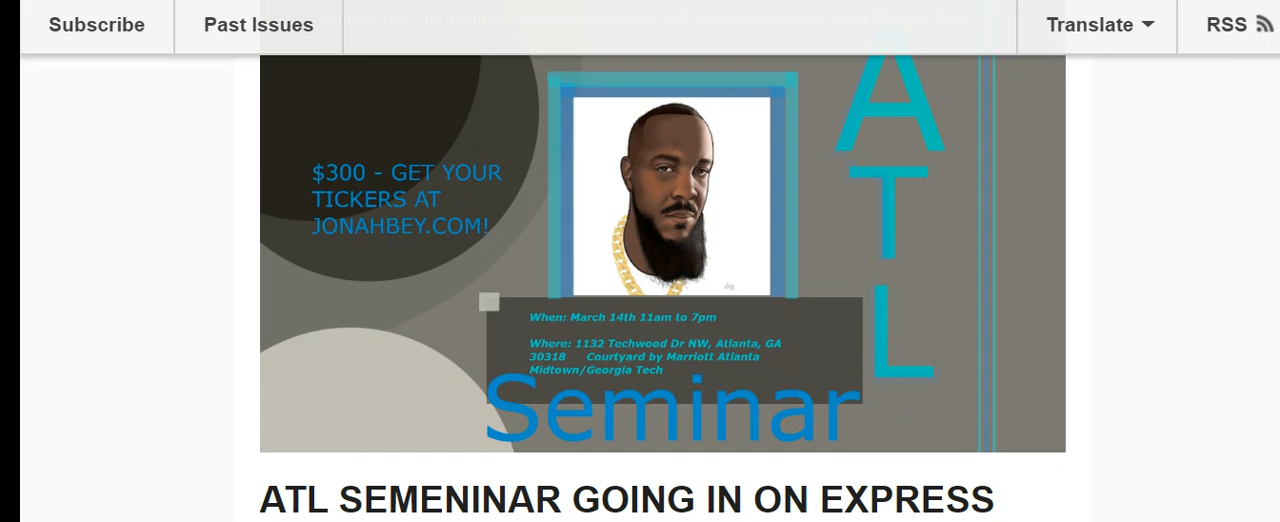 Subscribe
Past Issues
Translate
RSS
$300 - GET YOUR
TICKERS AT
JONAHBEY.COM!
A
T
L
When: March 14th 11am to 7pm
Where: 1132 Techwood Dr NW, Atlanta, GA
30318 Courtyard by Marriott Atlanta
Midtown/Georgia Tech
Seminar
ATL SEMENINAR GOING IN ON EXPRESS